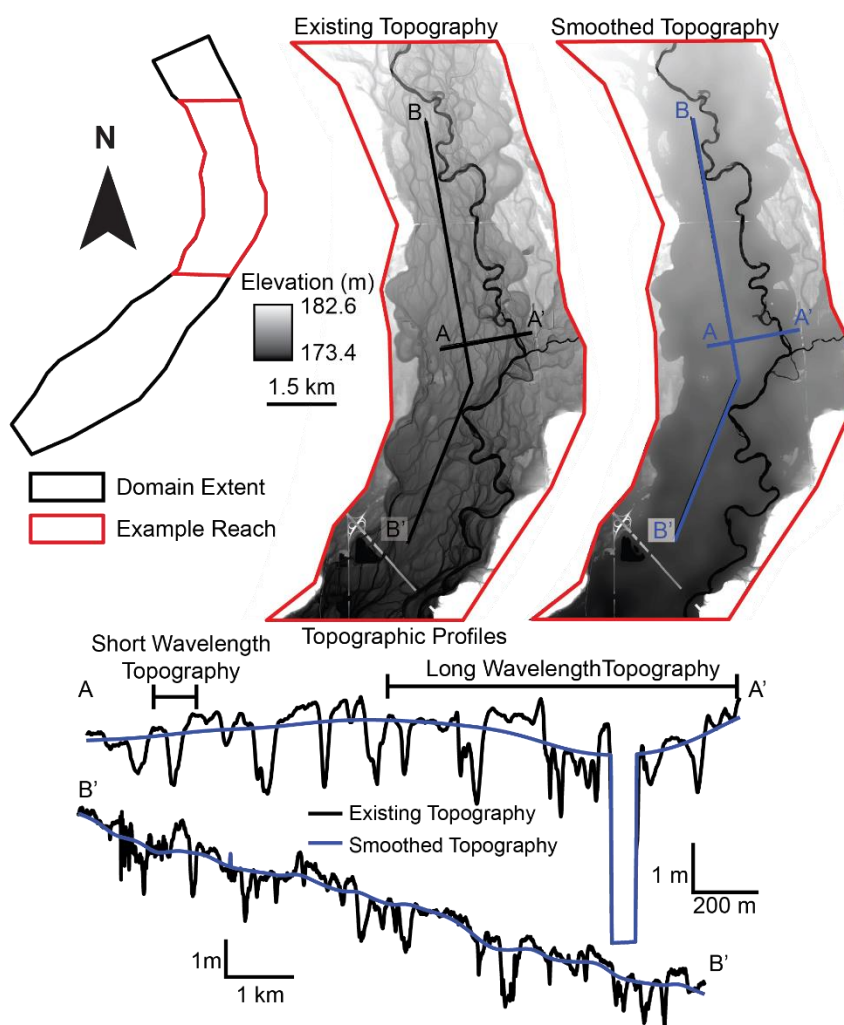 Existing Topography
Smoothed Topography
N
B
B
Elevation (m)
182.6
173.4
1.5 km
A
A'
A
A'
Domain Extent
Example Reach
B'
B'
Topographic Profiles
Short Wavelength
Topography
Long WavelengthTopography
A
A'
B'
Existing Topography
Smoothed Topography
1 m
200 m
1m
1 km
B'